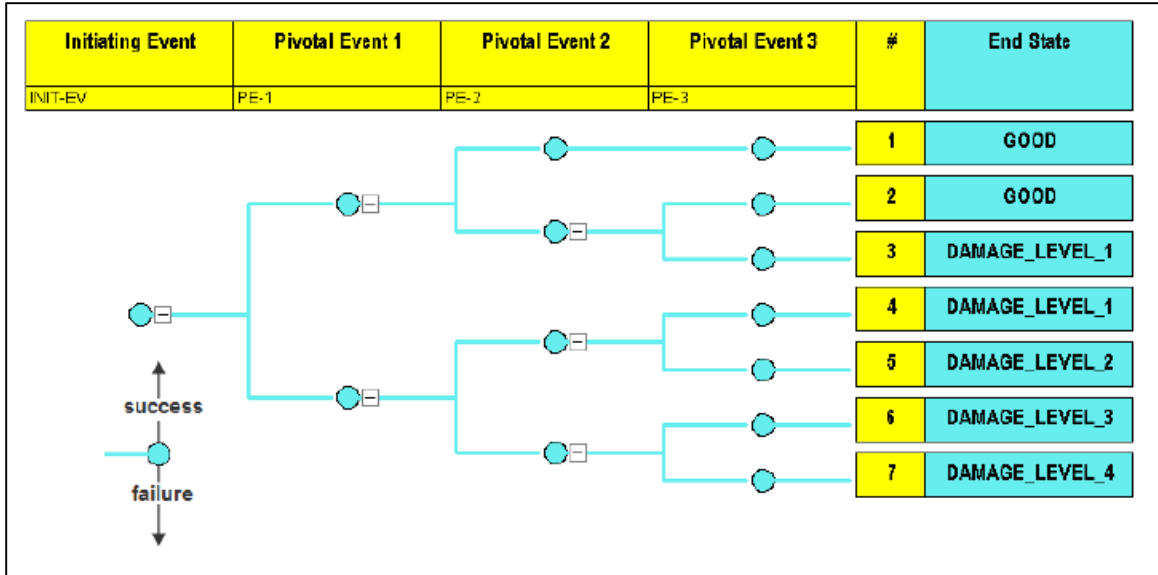 Initiating Event Pivotal Event 1 Pivotal Event 2 Pivotal Event 3 # End State
INIT-EV PE-1 PE-2 PE-3
1 GOOD
2 GOOD
3 DAMAGE_LEVEL_1
4 DAMAGE_LEVEL_1
5 DAMAGE_LEVEL_2
success
6 DAMAGE_LEVEL_3
7 DAMAGE_LEVEL_4
failure